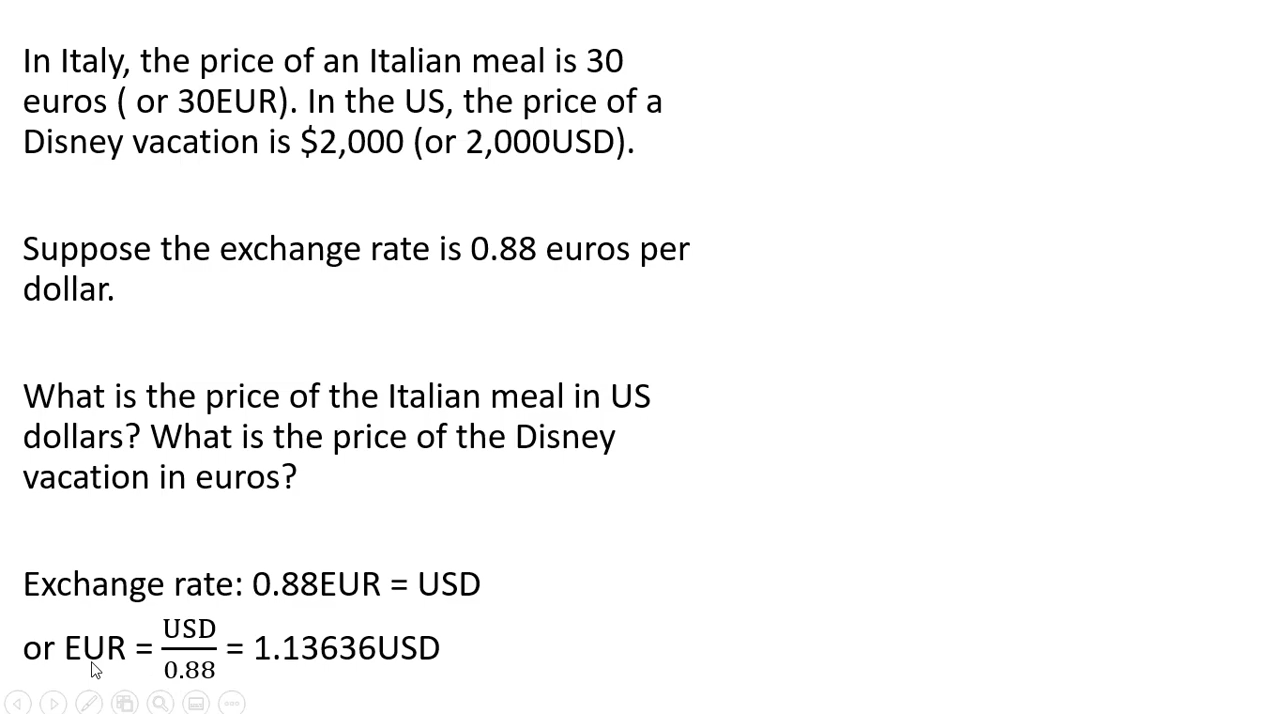 In Italy, the price of an Italian meal is 30
euros ( or 30EUR). In the US, the price of a
Disney vacation is $2,000 (or 2,000USD).
Suppose the exchange rate is 0.88 euros per
dollar.
What is the price of the Italian meal in US
dollars? What is the price of the Disney
vacation in euros?
Exchange rate: 0.88EUR = USD
or EUR = USD/0.88 = 1.13636USD